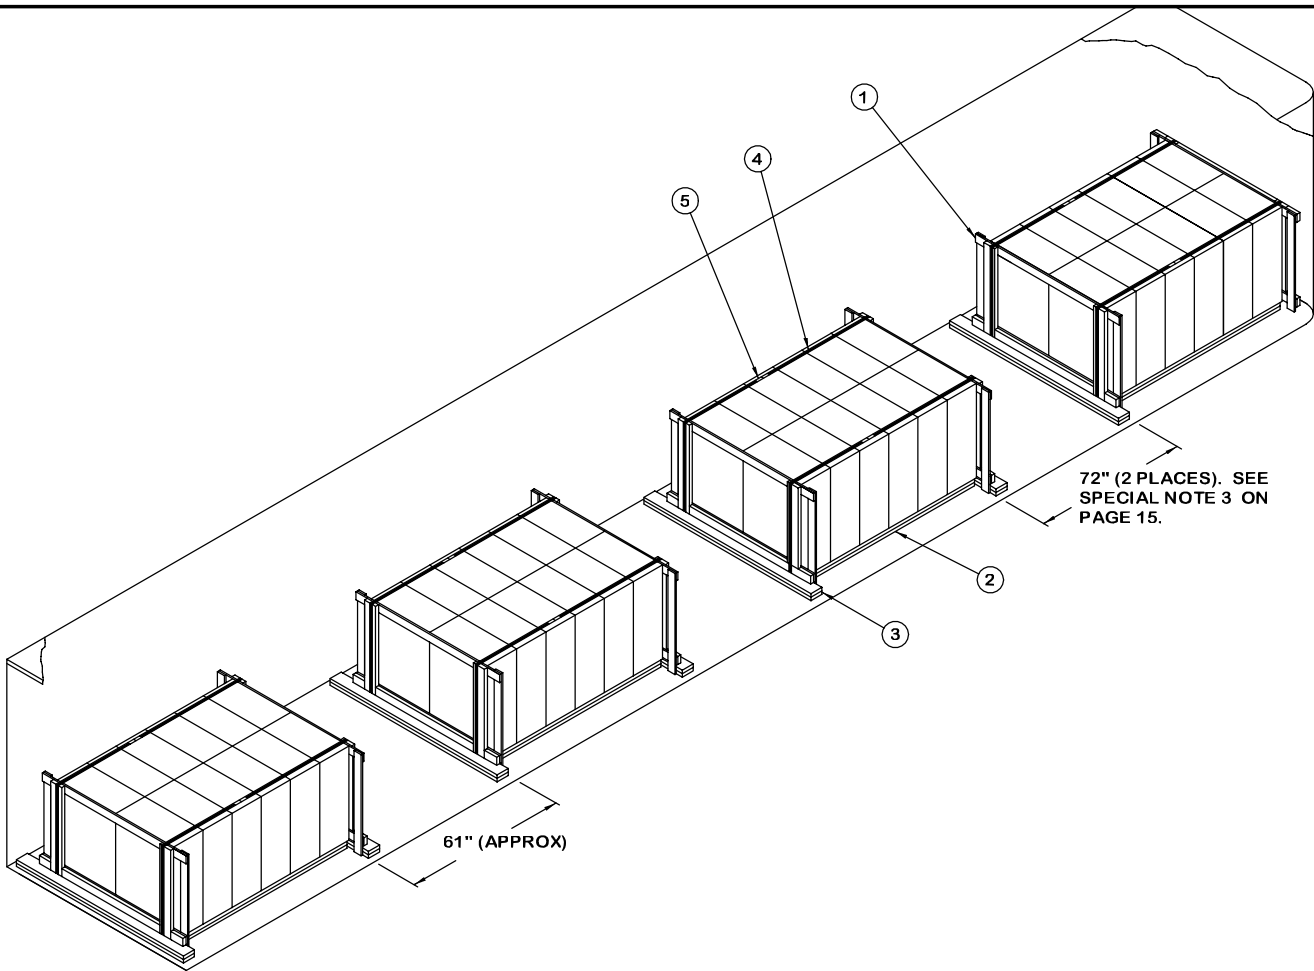 1
4
5
72" (2 PLACES). SEE
SPECIAL NOTE 3 ON
PAGE 15.
2
3
61" (APPROX)